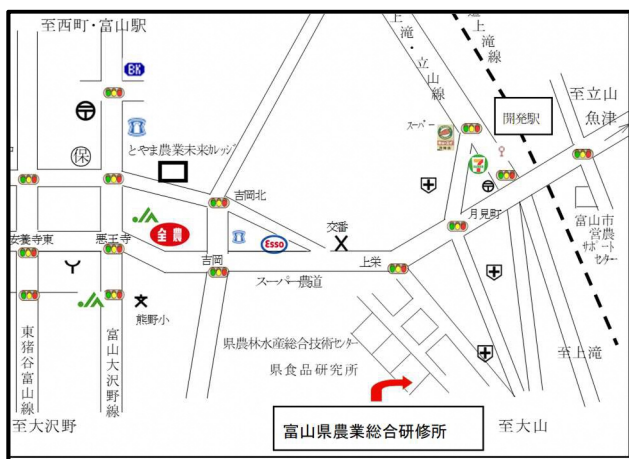 至西町・富山駅
BK
保
とやま農業未来カレッジ
上滝・立山線
上滝線
開発駅
至立山
魚津
スーパー
7
吉岡北
全農
JA
安養寺東
悪王寺
吉岡
Esso
交番
月見町
富山市
営農
サポート
センター
上栄
スーパー農道
JA
熊野小
東猪谷富山線
富山大沢野線
県農林水産総合技術センター
県食品研究所
至上滝
富山県農業総合研修所
至大沢野
至大山